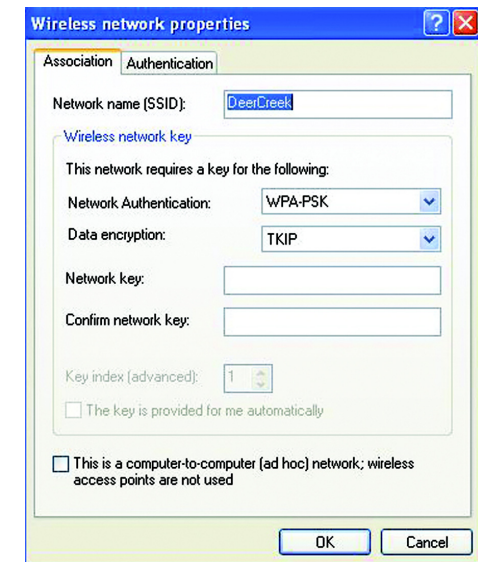 Wireless network properties
Association Authentication
Network name (SSID): DeerCreek
Wireless network key
This network requires a key for the following:
Network Authentication: WPA-PSK
Data encryption: TKIP
Network key:
Confirm network key:
Key index (advanced): 1
The key is provided for me automatically
This is a computer-to-computer (ad hoc) network; wireless
access points are not used
OK Cancel